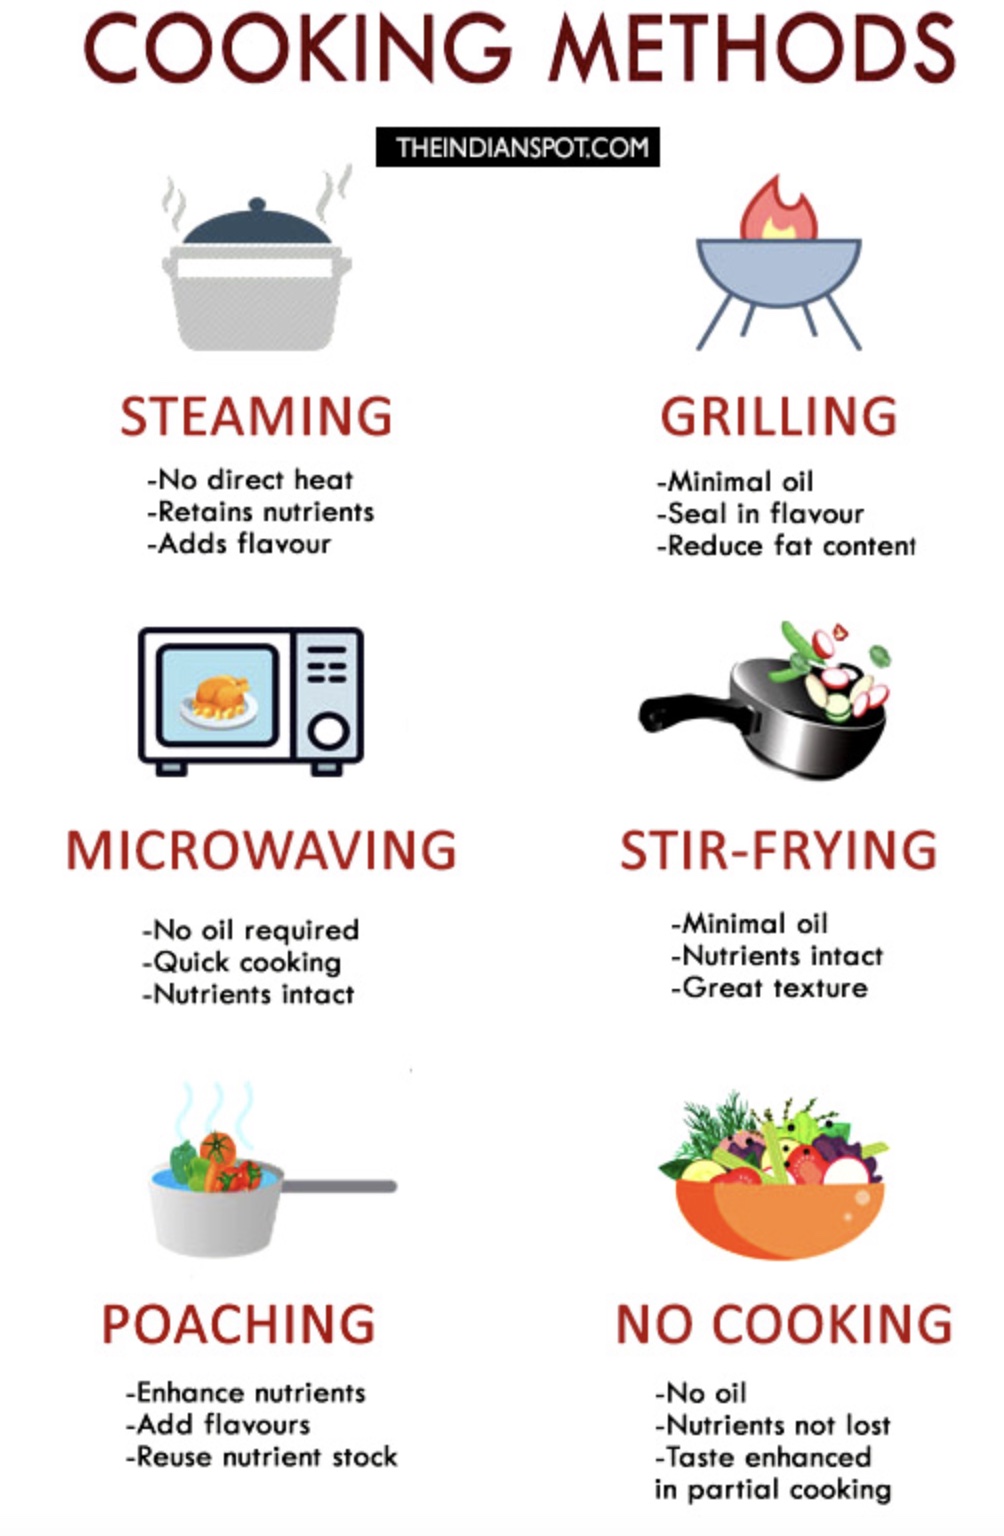 COOKING METHODS
THEINDIANSPOT.COM
STEAMING
-No direct heat
-Retains nutrients
-Adds flavour
GRILLING
-Minimal oil
-Seal in flavour
-Reduce fat content
MICROWAVING
-No oil required
-Quick cooking
-Nutrients intact
STIR-FRYING
-Minimal oil
-Nutrients intact
-Great texture
POACHING
-Enhance nutrients
-Add flavours
-Reuse nutrient stock
NO COOKING
-No oil
-Nutrients not lost
-Taste enhanced
in partial cooking